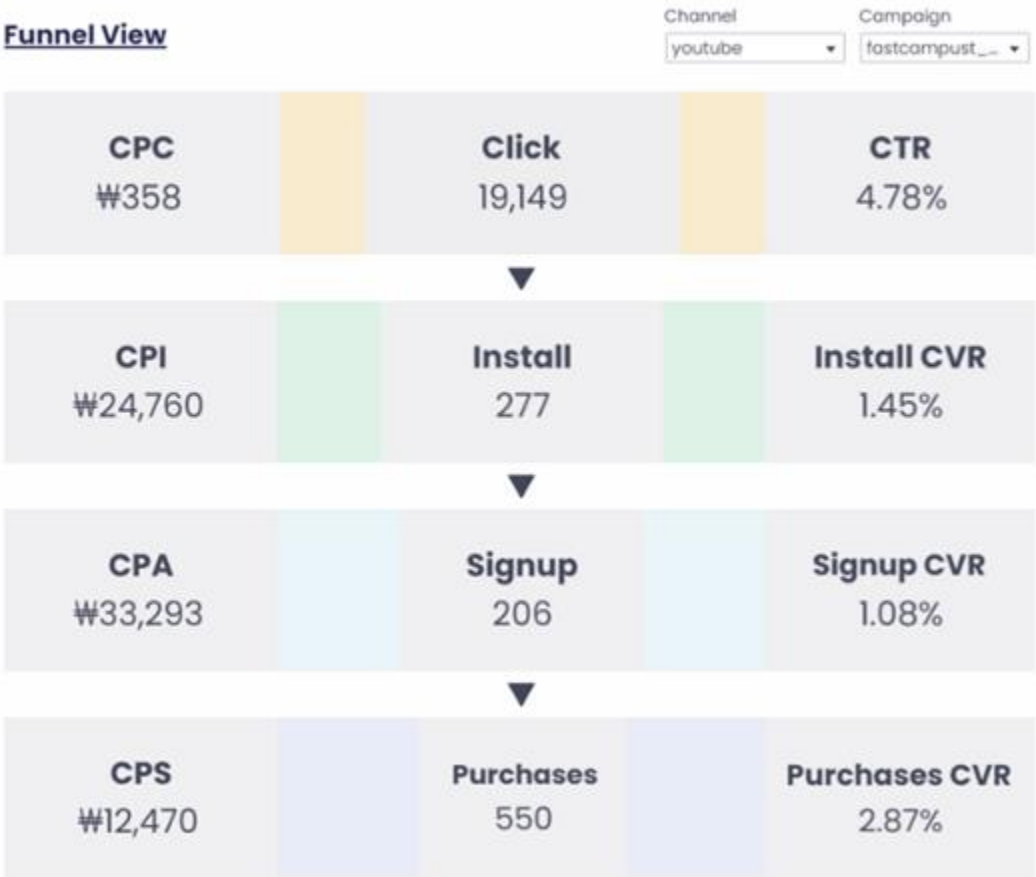 Funnel View
Channel
Campaign
youtube
fastcampust_...
CPC
Click
CTR
₩358
19,149
4.78%
CPI
Install
Install CVR
₩24,760
277
1.45%
CPA
Signup
Signup CVR
₩33,293
206
1.08%
CPS
Purchases
Purchases CVR
₩12,470
550
2.87%